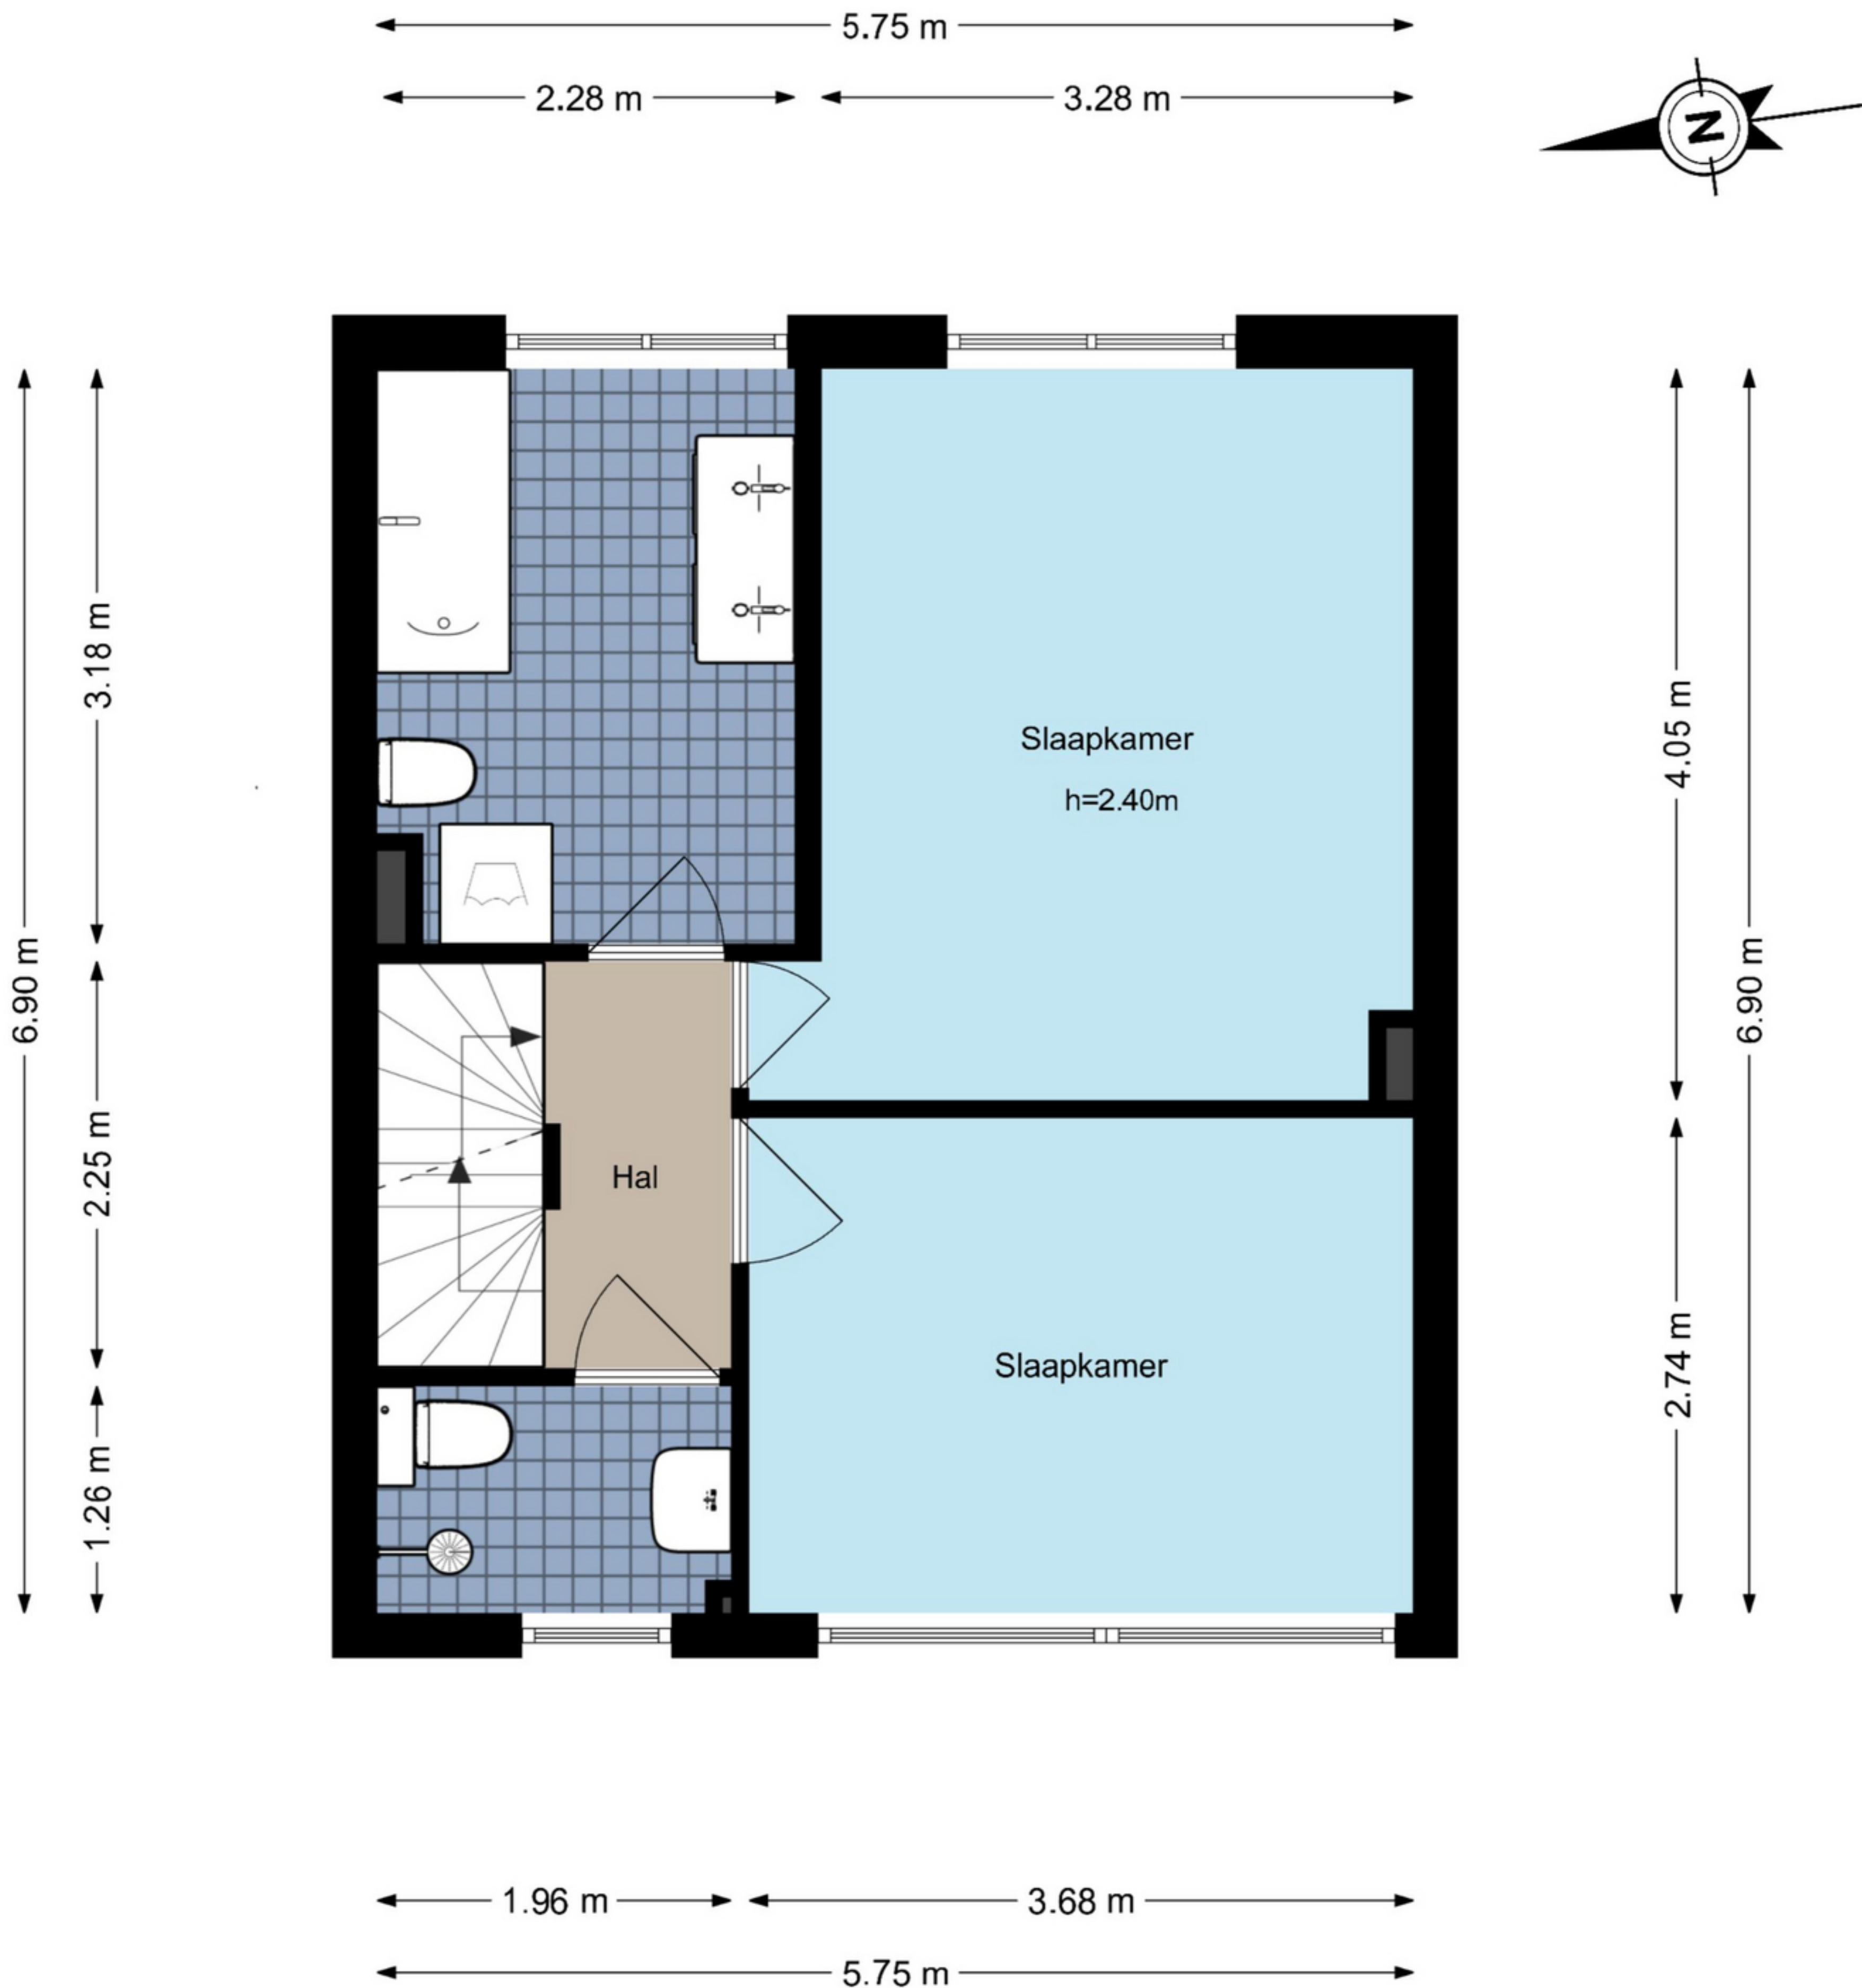 5.75 m
2.28 m
3.28 m
N
3.18 m
4.05 m
Slaapkamer
h=2.40m
6.90 m
6.90 m
2.25 m
Hal
2.74 m
Slaapkamer
1.26 m
1.96 m
3.68 m
5.75 m